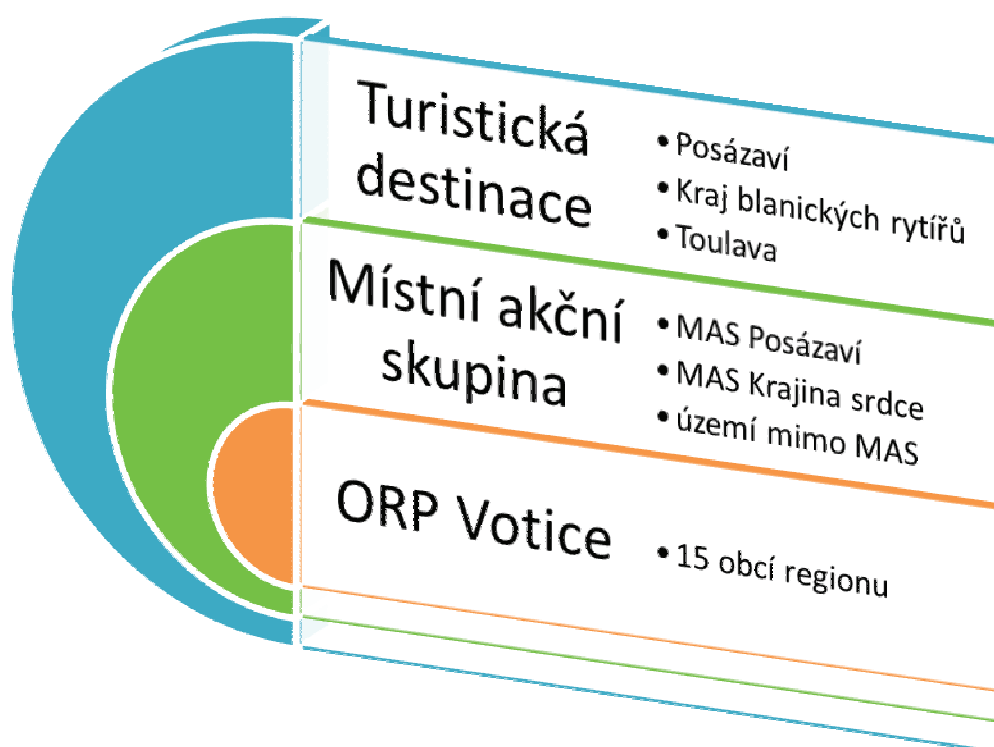 Turistická
destinace
• Posázaví
• Kraj blanických rytířů
• Toulava
Místní akční
skupina
• MAS Posázaví
• MAS Krajina srdce
• území mimo MAS
ORP Votice
• 15 obcí regionu